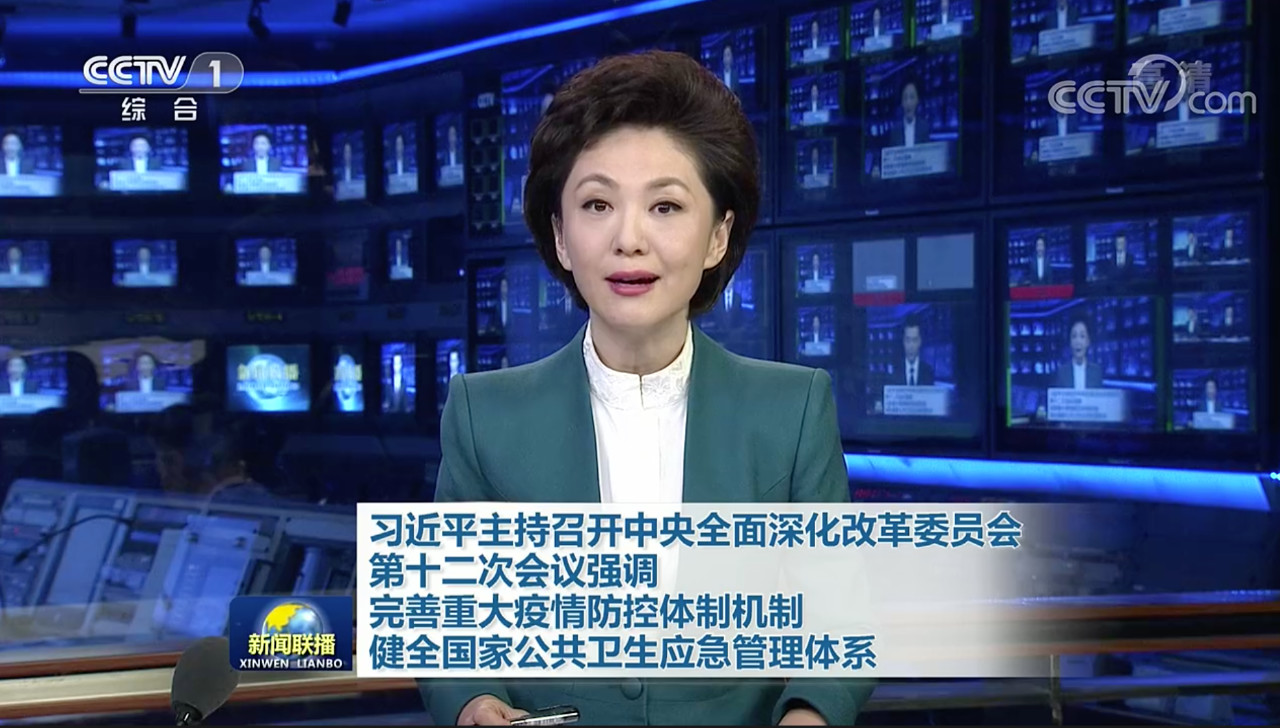 CCTV 1
综合
高清
CCTV.com
习近平主持召开中央全面深化改革委员会
第十二次会议强调
完善重大疫情防控体制机制
健全国家公共卫生应急管理体系
新闻联播
XINWEN LIANBO